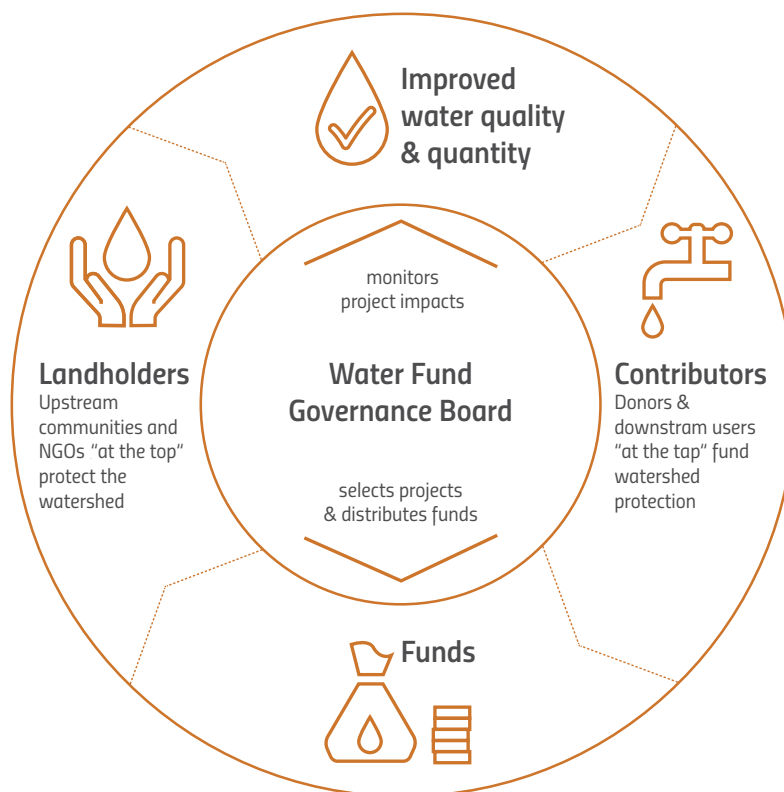 Improved
water quality
& quantity
monitors
project impacts
Landholders
Upstream
communities and
NGOs “at the top“
protect the
watershed
Water Fund
Governance Board
Contributors
Donors &
downstram users
“at the tap“ fund
watershed
protection
selects projects
& distributes funds
Funds